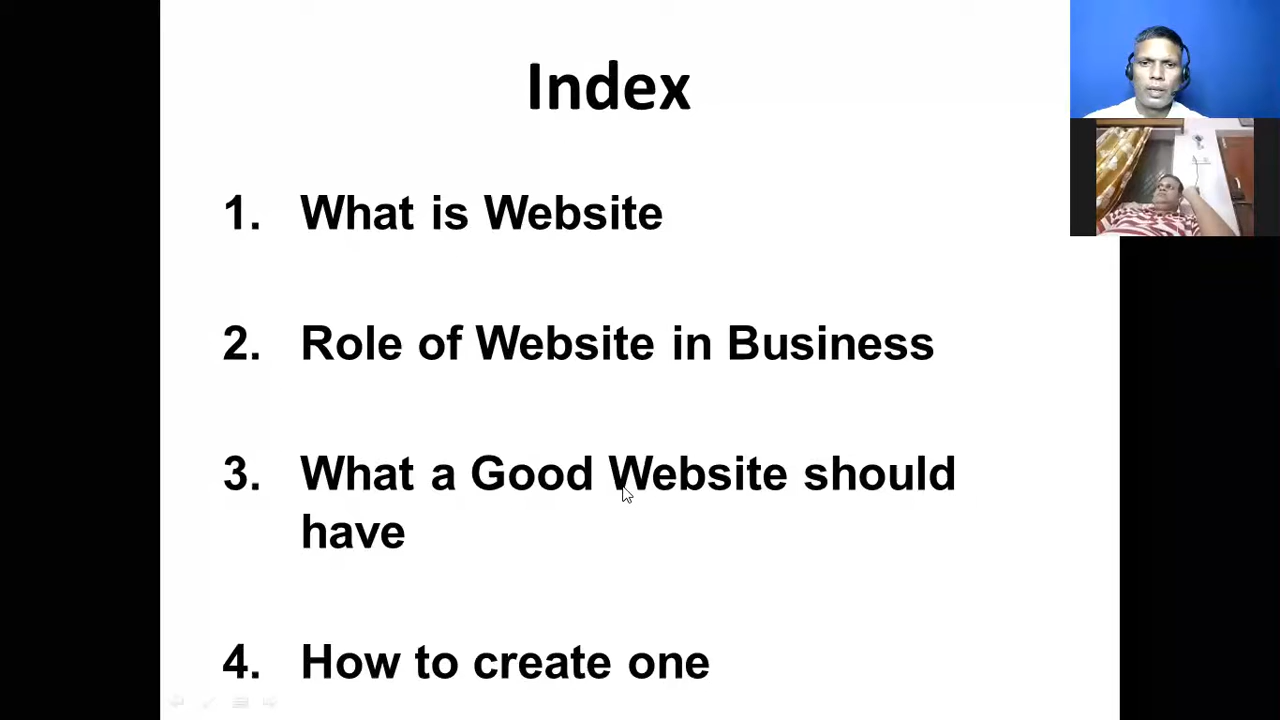 Index
1. What is Website
2. Role of Website in Business
3. What a Good Website should
have
4. How to create one